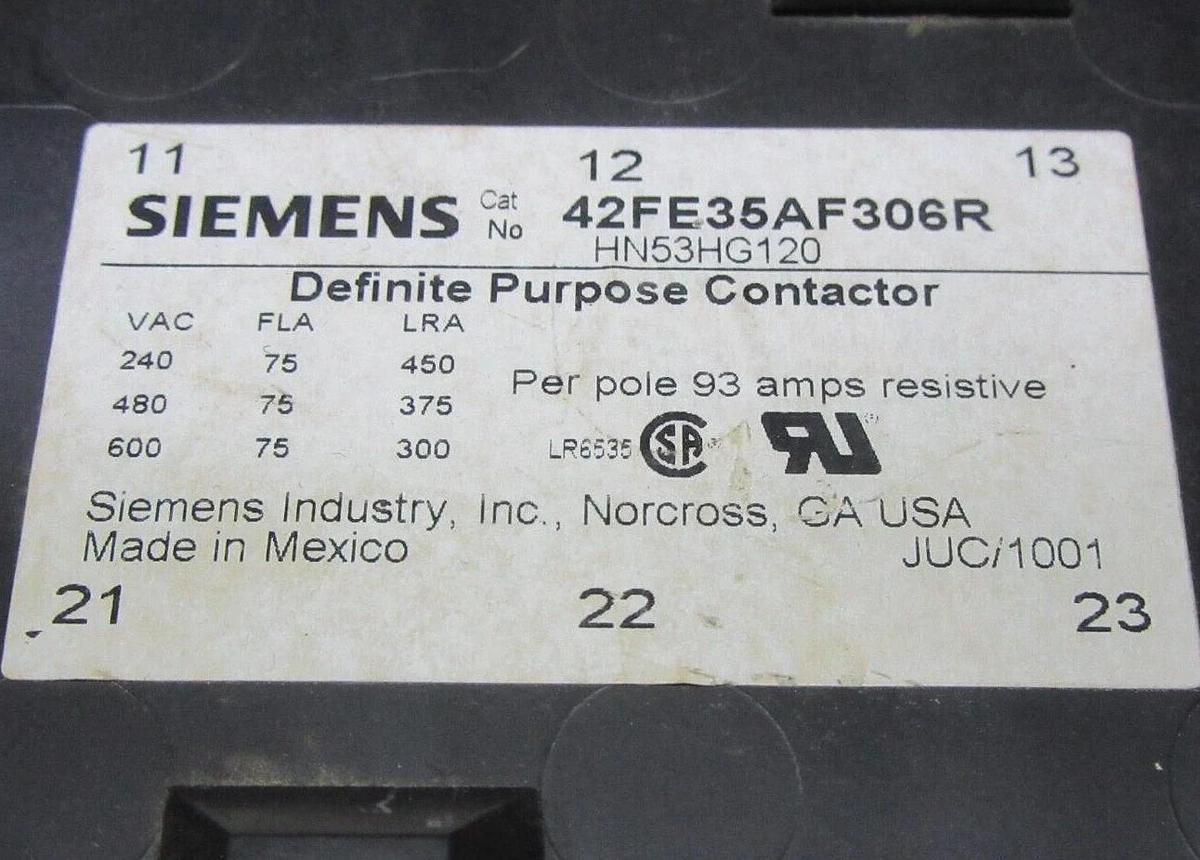 11 12 13
SIEMENS Cat No 42FE35AF306R
HN53HG120
Definite Purpose Contactor
VAC FLA LRA
240 75 450
Per pole 93 amps resistive
480 75 375
600 75 300
LR6535 SA® RU®
Siemens Industry, Inc., Norcross, GA USA
Made in Mexico JUC/1001
21 22 23